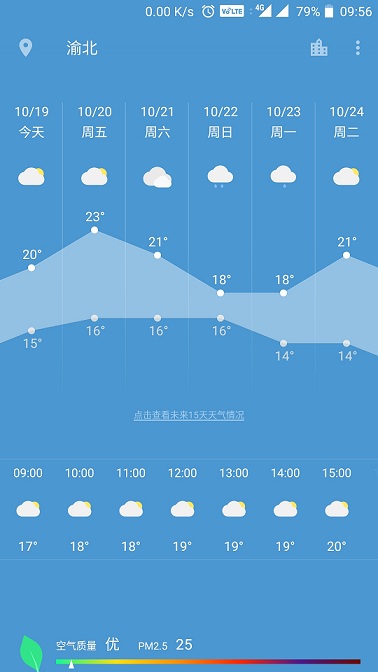 0.00 K/s VoLTE 4G 79% 09:56
渝北
10/19 10/20 10/21 10/22 10/23 10/24
今天 周五 周六 周日 周一 周二
23°
20° 21° 21°
18° 18°
15° 16° 16° 16°
14° 14°
点击查看未来15天天气情况
09:00 10:00 11:00 12:00 13:00 14:00 15:00
17° 18° 18° 19° 19° 19° 20°
空气质量 优 PM2.5 25